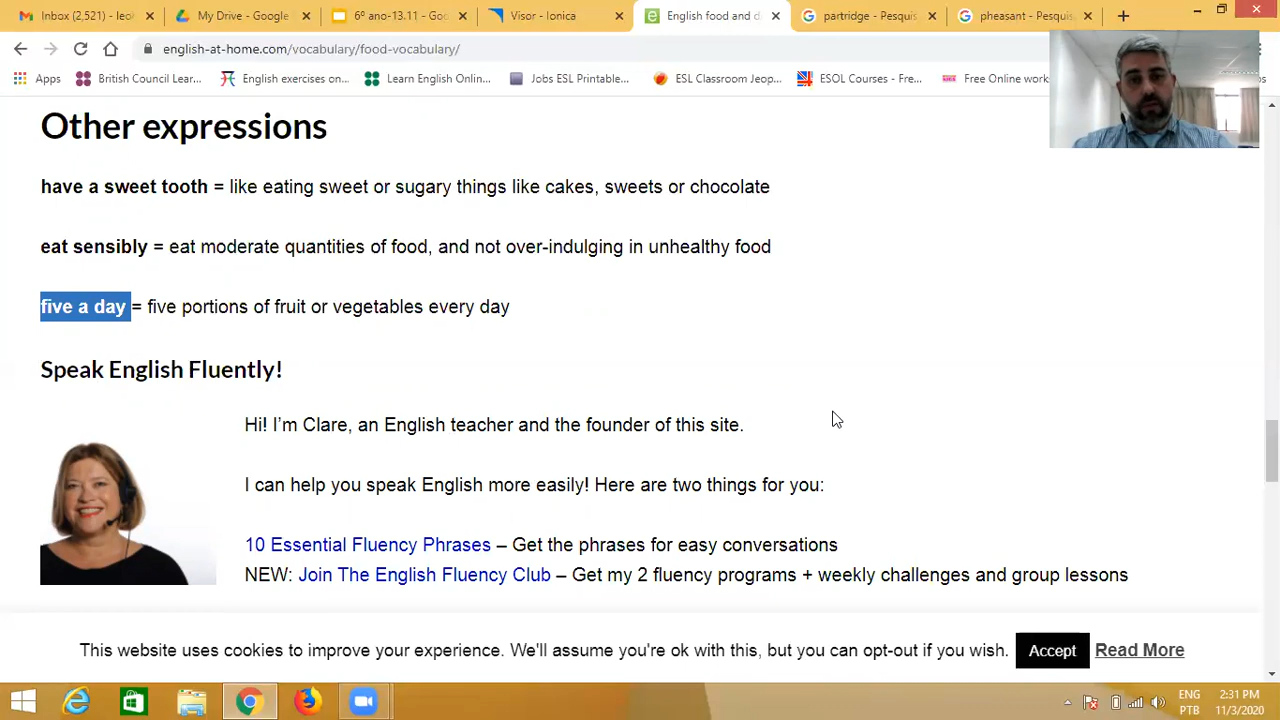 Inbox (2,521) - leo
My Drive - Google
6º ano-13.11 - Goo
Visor - Ionica
English food and d
partridge - Pesquis
pheasant - Pesquis
english-at-home.com/vocabulary/food-vocabulary/
Apps
British Council Lear...
English exercises on...
Learn English Onlin...
Jobs ESL Printable...
ESL Classroom Jeop...
ESOL Courses - Fre...
Free Online work
Other expressions
have a sweet tooth = like eating sweet or sugary things like cakes, sweets or chocolate
eat sensibly = eat moderate quantities of food, and not over-indulging in unhealthy food
five a day = five portions of fruit or vegetables every day
Speak English Fluently!
Hi! I'm Clare, an English teacher and the founder of this site.
I can help you speak English more easily! Here are two things for you:
10 Essential Fluency Phrases – Get the phrases for easy conversations
NEW: Join The English Fluency Club – Get my 2 fluency programs + weekly challenges and group lessons
This website uses cookies to improve your experience. We'll assume you're ok with this, but you can opt-out if you wish.
Accept
Read More
ENG
PTB
2:31 PM
11/3/2020